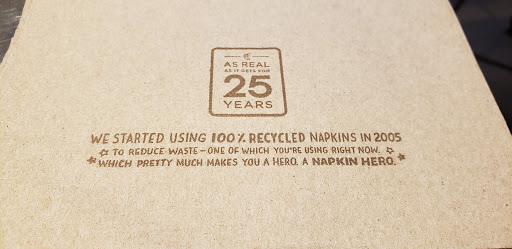 AS REAL
AS IT GETS FOR
25
YEARS
WE STARTED USING 100% RECYCLED NAPKINS IN 2005
TO REDUCE WASTE – ONE OF WHICH YOU'RE USING RIGHT NOW.
WHICH PRETTY MUCH MAKES YOU A HERO. A NAPKIN HERO.